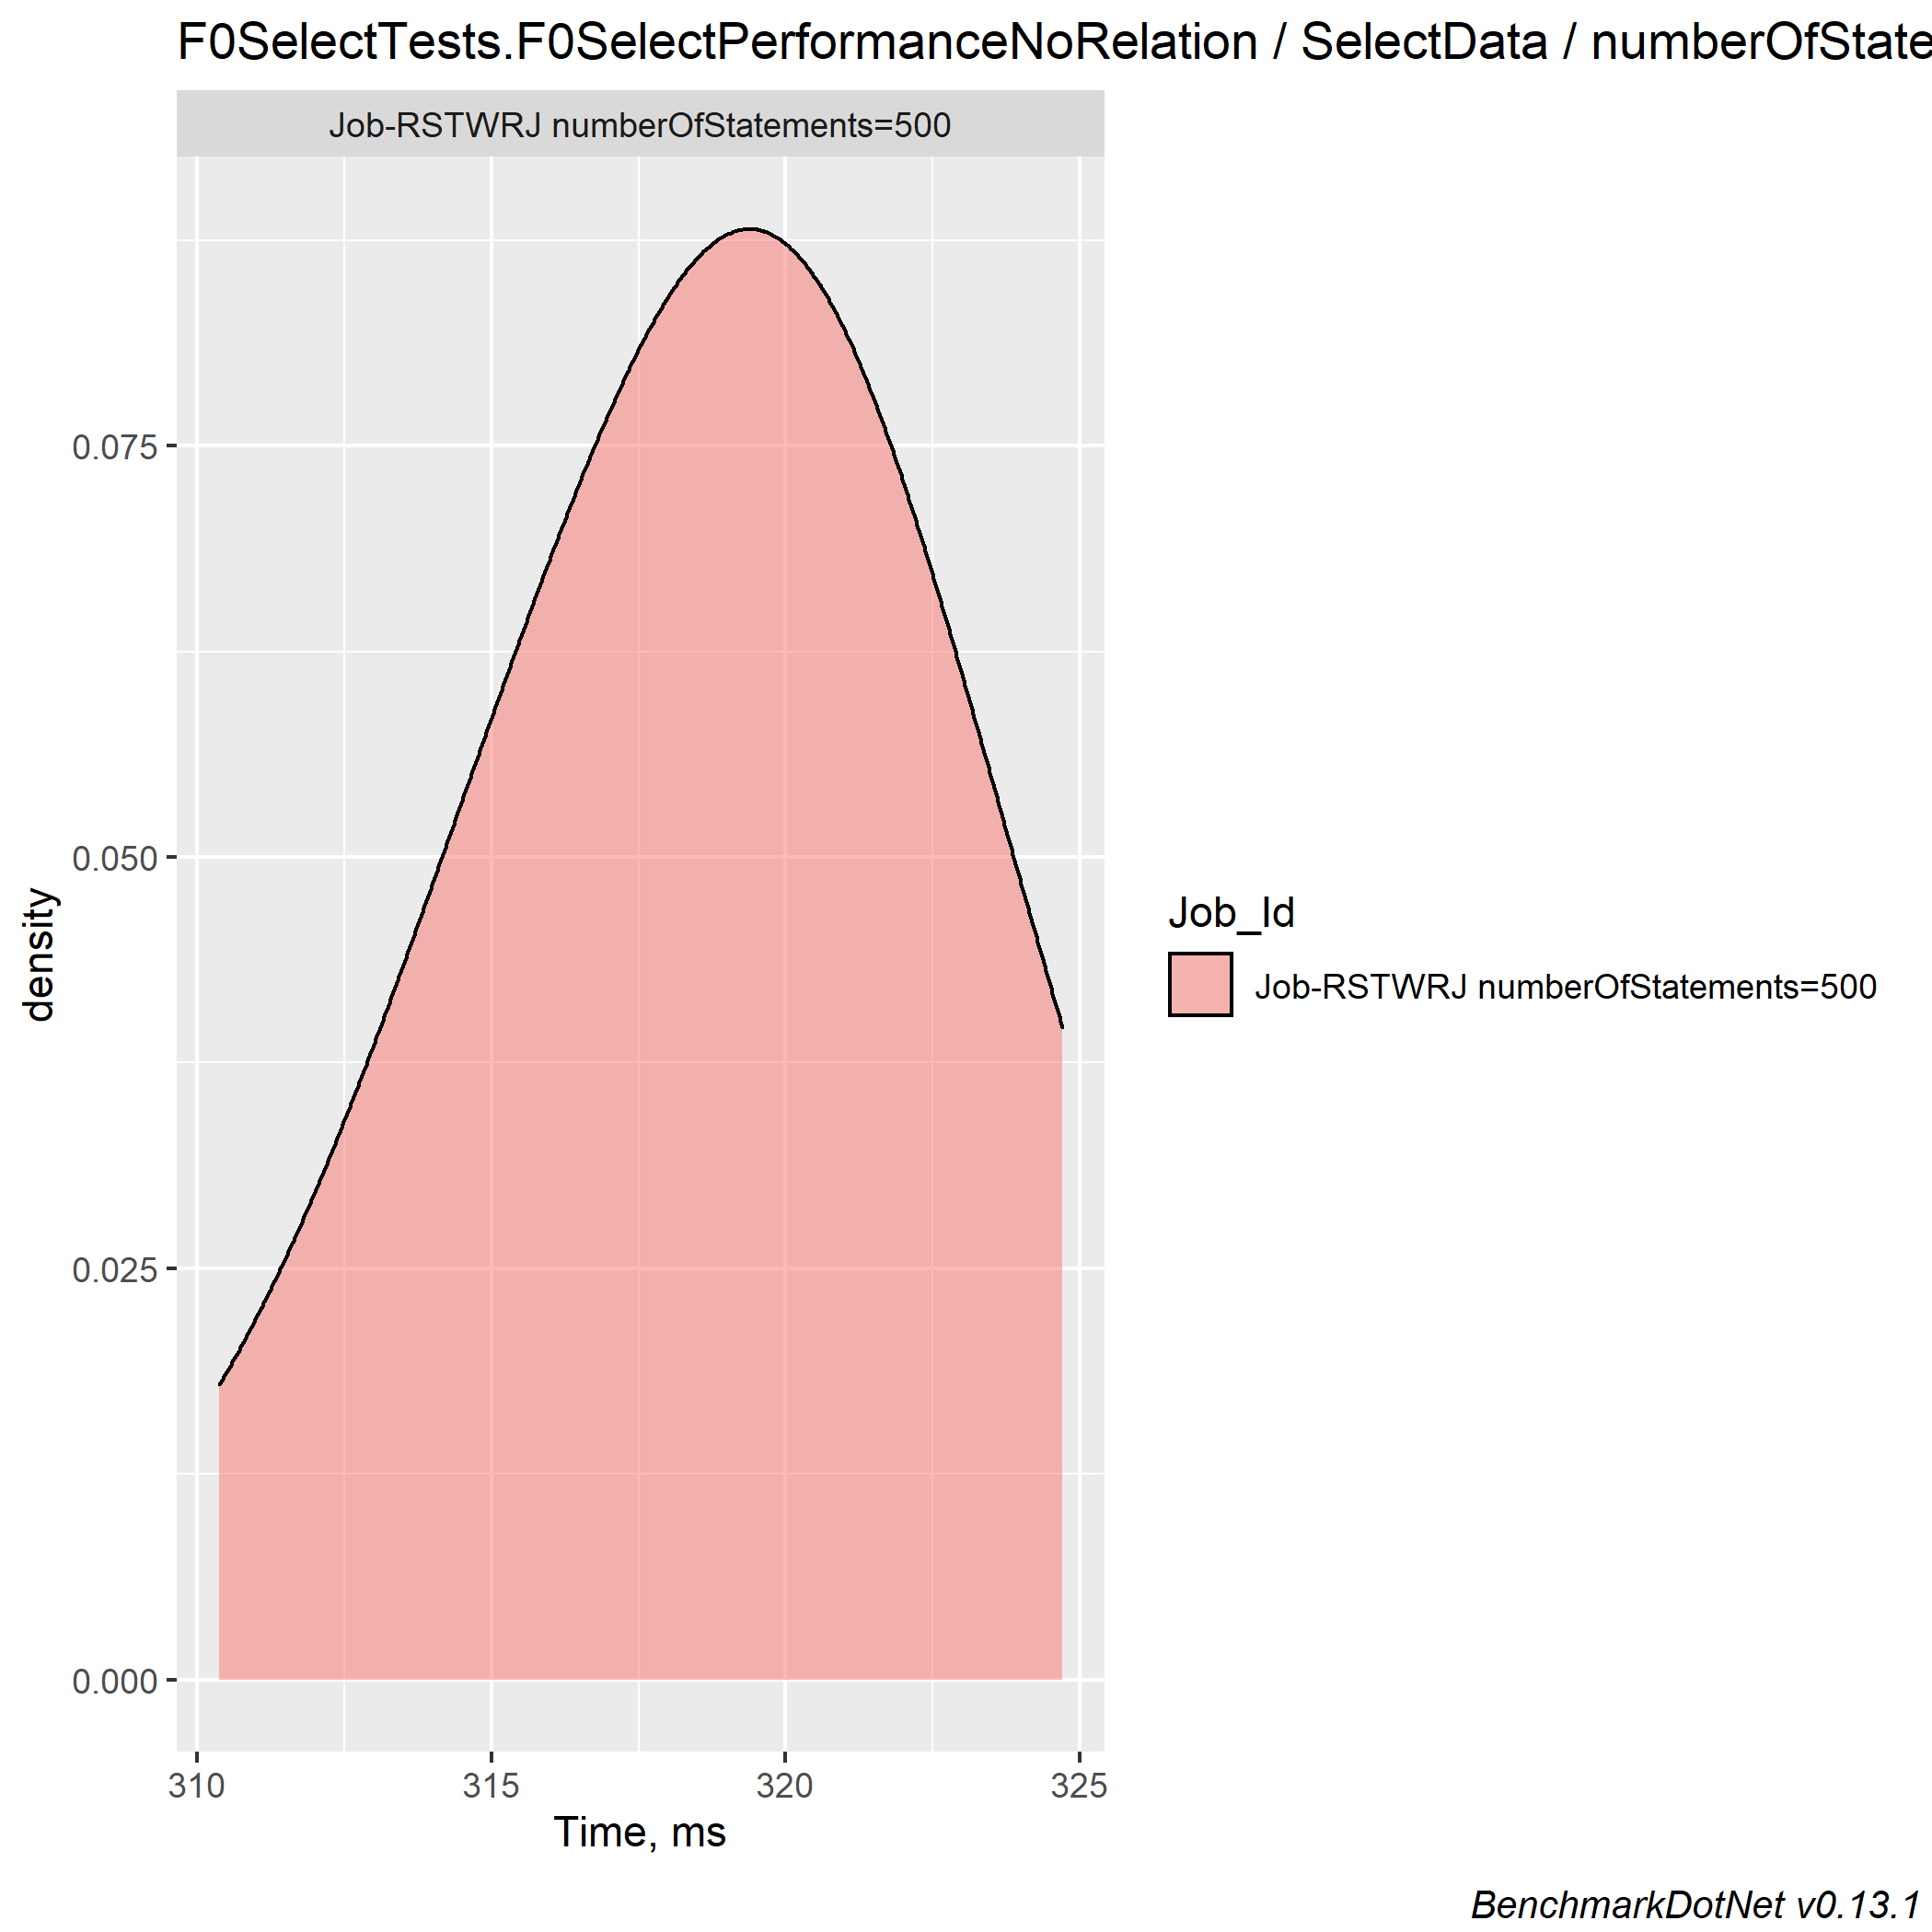 F0SelectTests.F0SelectPerformanceNoRelation / SelectData / numberOfState
Job-RSTWRJ numberOfStatements=500
0.075
0.050
0.025
0.000
density
310 315 320 325
Time, ms
Job_Id
Job-RSTWRJ numberOfStatements=500
BenchmarkDotNet v0.13.1